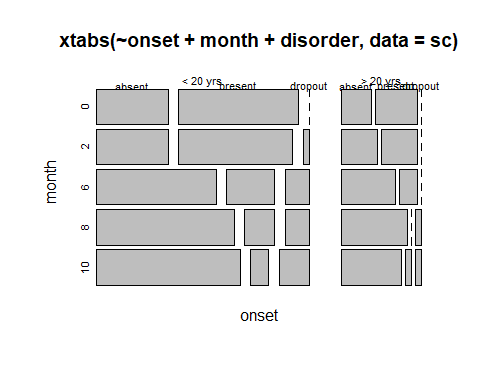 xtabs(~onset + month + disorder, data = sc)
< 20 yrs
> 20 yrs
absent present dropout absent present dropout
0
2
6
8
10
month
onset